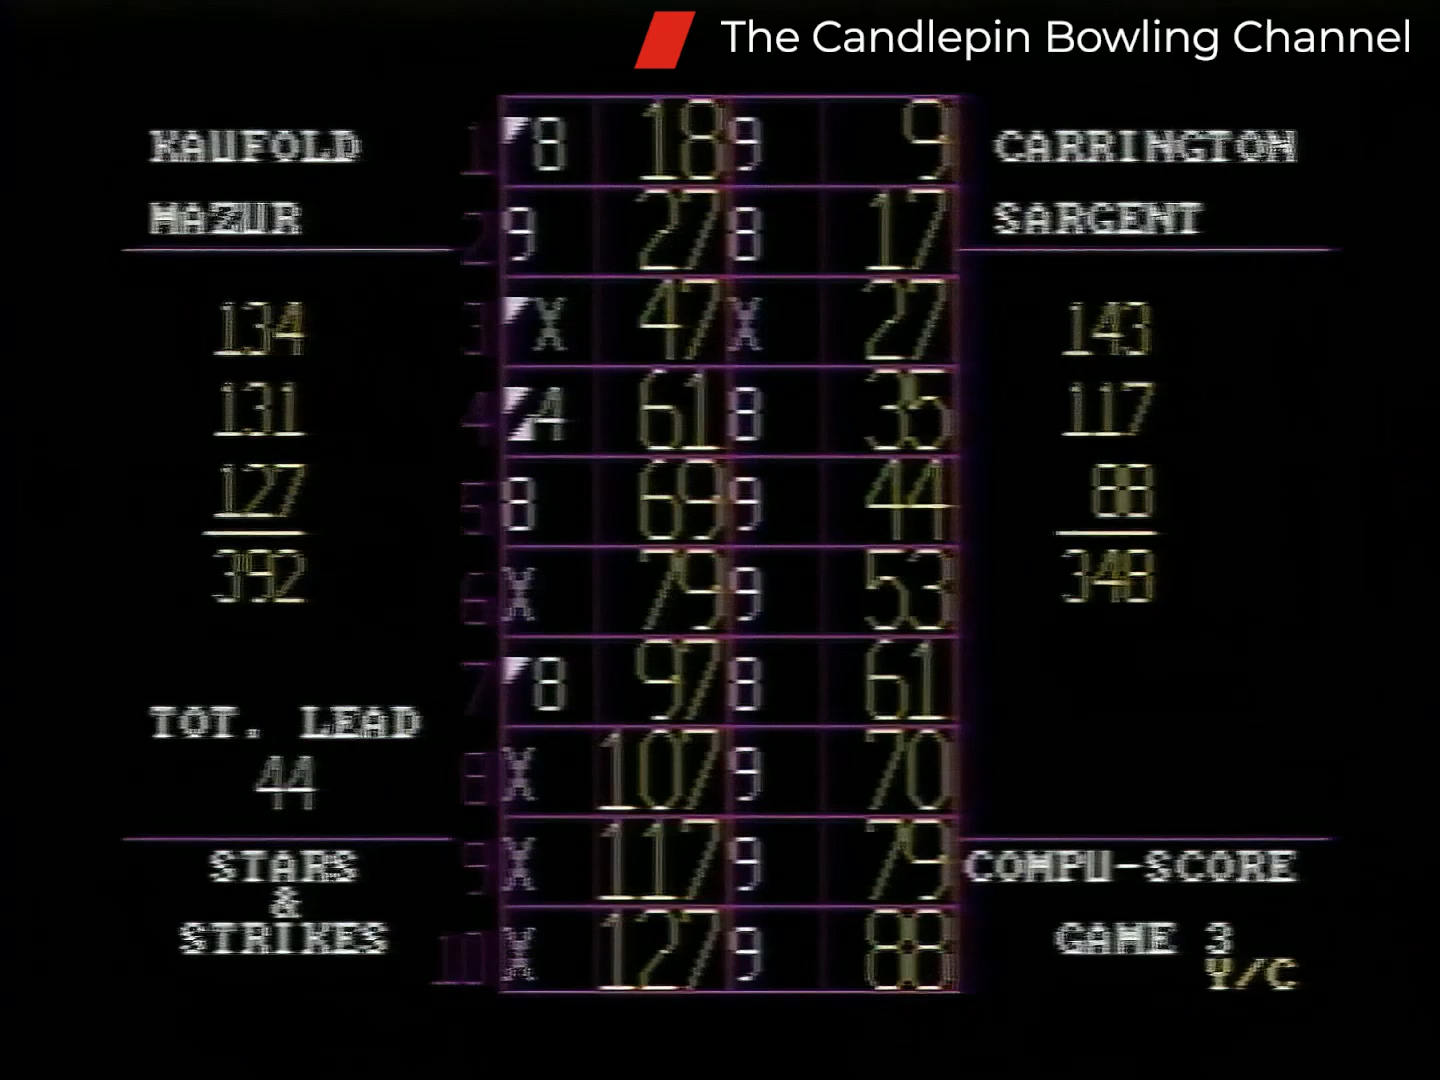 The Candlepin Bowling Channel
KAUFOLD 1 8 18 9 9 CARRINGTON
MAZUR 2 9 27 8 17 SARGENT
134 3 X 47 X 27 143
131 4 4 61 8 35 117
127 5 8 69 9 44 88
392 6 X 79 9 53 348
7 8 97 8 61
TOT. LEAD
44 8 X 107 9 70
STARS 9 X 117 9 79 COMPU-SCORE
&
STRIKES 10 X 127 9 88 GAME 3
Y/C